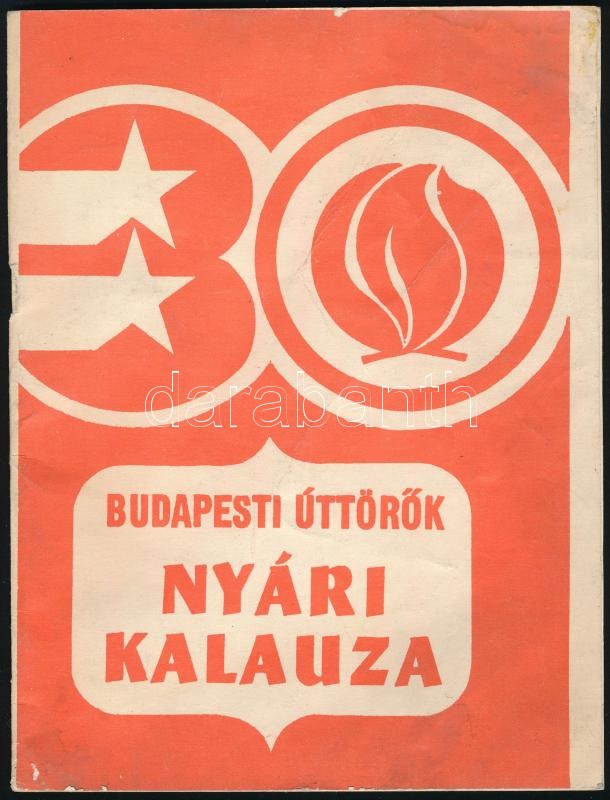 30
darabanth
BUDAPESTI ÚTTÖRŐK
NYÁRI
KALAUZA